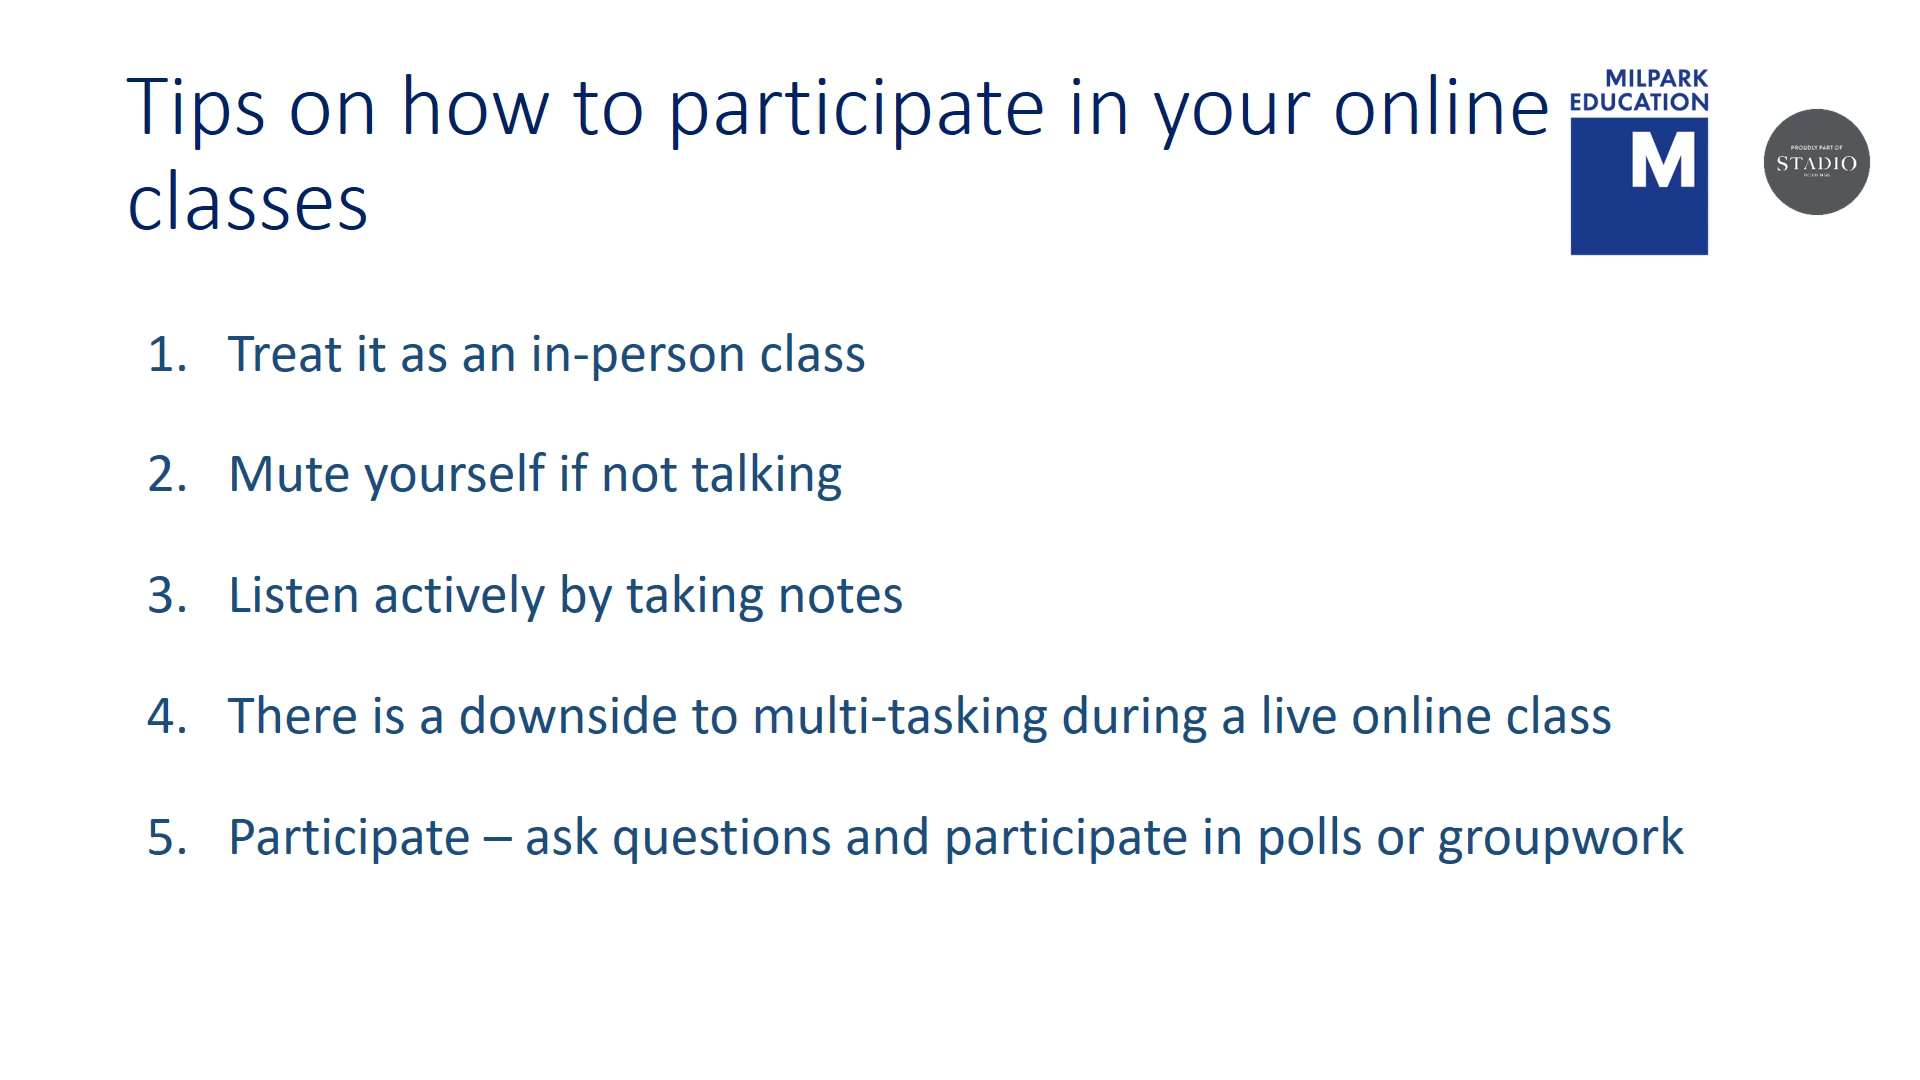 Tips on how to participate in your online
classes
MILPARK
EDUCATION
M
PROUDLY PART OF
STADIO
1. Treat it as an in-person class
2. Mute yourself if not talking
3. Listen actively by taking notes
4. There is a downside to multi-tasking during a live online class
5. Participate – ask questions and participate in polls or groupwork